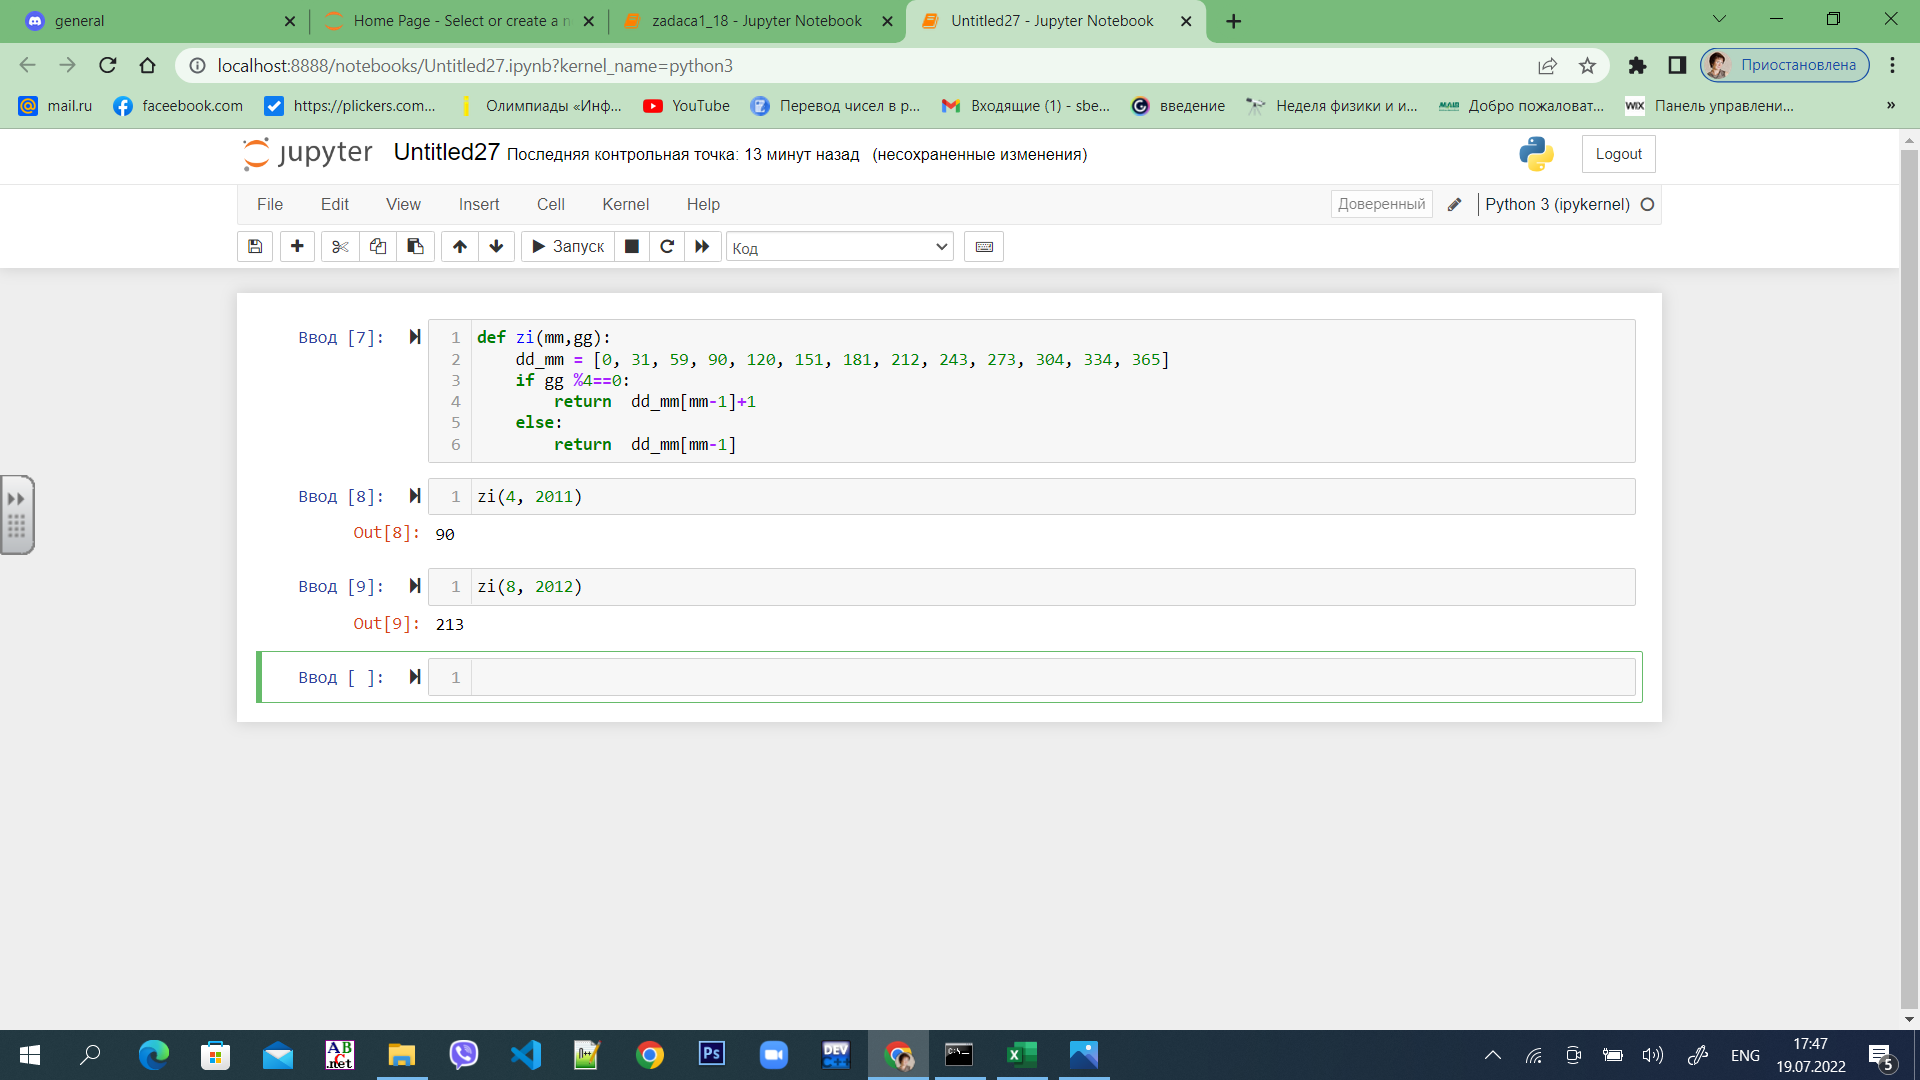 general
Home Page - Select or create a n
zadaca1_18 - Jupyter Notebook
Untitled27 - Jupyter Notebook
localhost:8888/notebooks/Untitled27.ipynb?kernel_name=python3
Приостановлена
mail.ru
faceebook.com
https://plickers.com...
Олимпиады «Инф...
YouTube
Перевод чисел в р...
Входящие (1) - sbe...
введение
Неделя физики и и...
Добро пожаловат...
WIX
Панель управлени...
»
jupyter
Untitled27
Последняя контрольная точка: 13 минут назад (несохраненные изменения)
Logout
File Edit View Insert Cell Kernel Help
Доверенный
Python 3 (ipykernel)
Запуск
Код
Ввод [7]:
1 def zi(mm,gg):
2     dd_mm = [0, 31, 59, 90, 120, 151, 181, 212, 243, 273, 304, 334, 365]
3     if gg %4==0:
4         return  dd_mm[mm-1]+1
5     else:
6         return  dd_mm[mm-1]
Ввод [8]:
1 zi(4, 2011)
Out[8]: 90
Ввод [9]:
1 zi(8, 2012)
Out[9]: 213
Ввод [ ]:
1
AB
C
.net
Ps
DEV
C++
ENG
17:47
19.07.2022
5